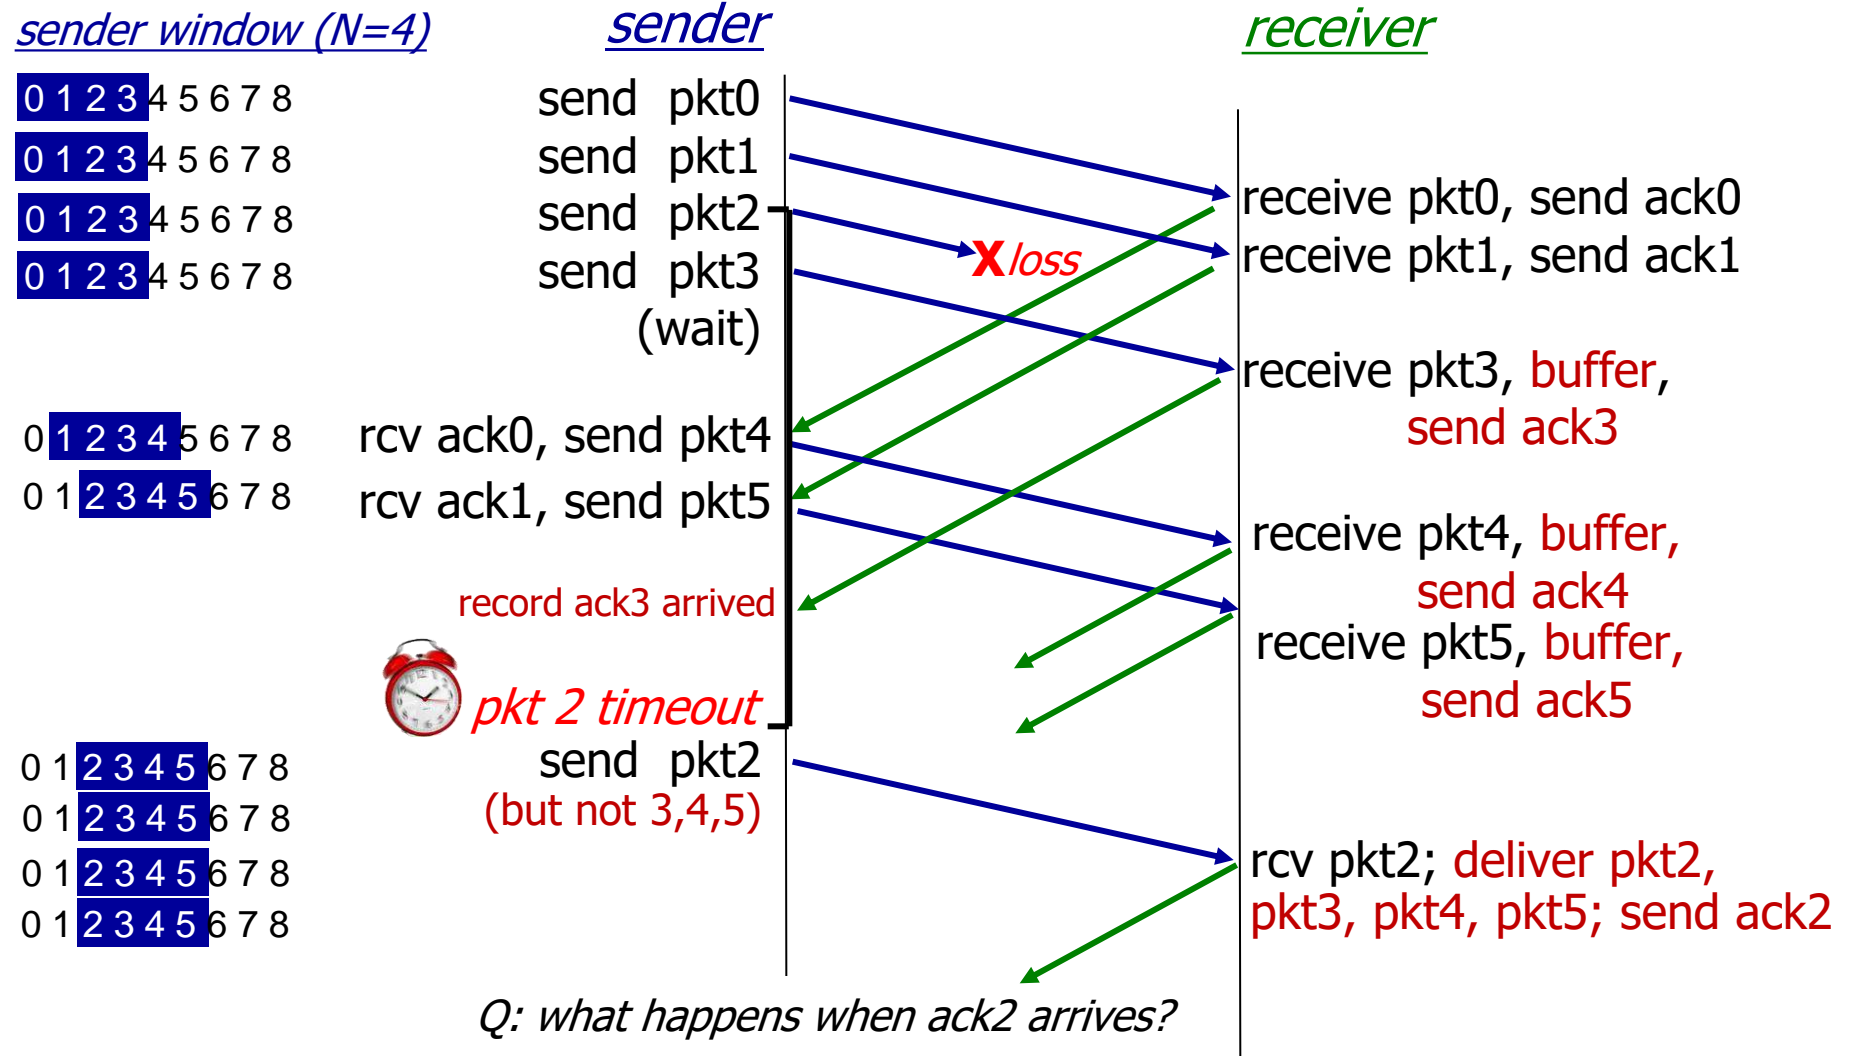 sender window (N=4)
sender
receiver
0 1 2 3 4 5 6 7 8
send pkt0
0 1 2 3 4 5 6 7 8
send pkt1
receive pkt0, send ack0
0 1 2 3 4 5 6 7 8
send pkt2
X loss
receive pkt1, send ack1
0 1 2 3 4 5 6 7 8
send pkt3
(wait)
receive pkt3, buffer,
send ack3
0 1 2 3 4 5 6 7 8
rcv ack0, send pkt4
0 1 2 3 4 5 6 7 8
rcv ack1, send pkt5
receive pkt4, buffer,
send ack4
record ack3 arrived
receive pkt5, buffer,
send ack5
pkt 2 timeout
0 1 2 3 4 5 6 7 8
send pkt2
0 1 2 3 4 5 6 7 8
(but not 3,4,5)
0 1 2 3 4 5 6 7 8
rcv pkt2; deliver pkt2,
0 1 2 3 4 5 6 7 8
pkt3, pkt4, pkt5; send ack2
Q: what happens when ack2 arrives?